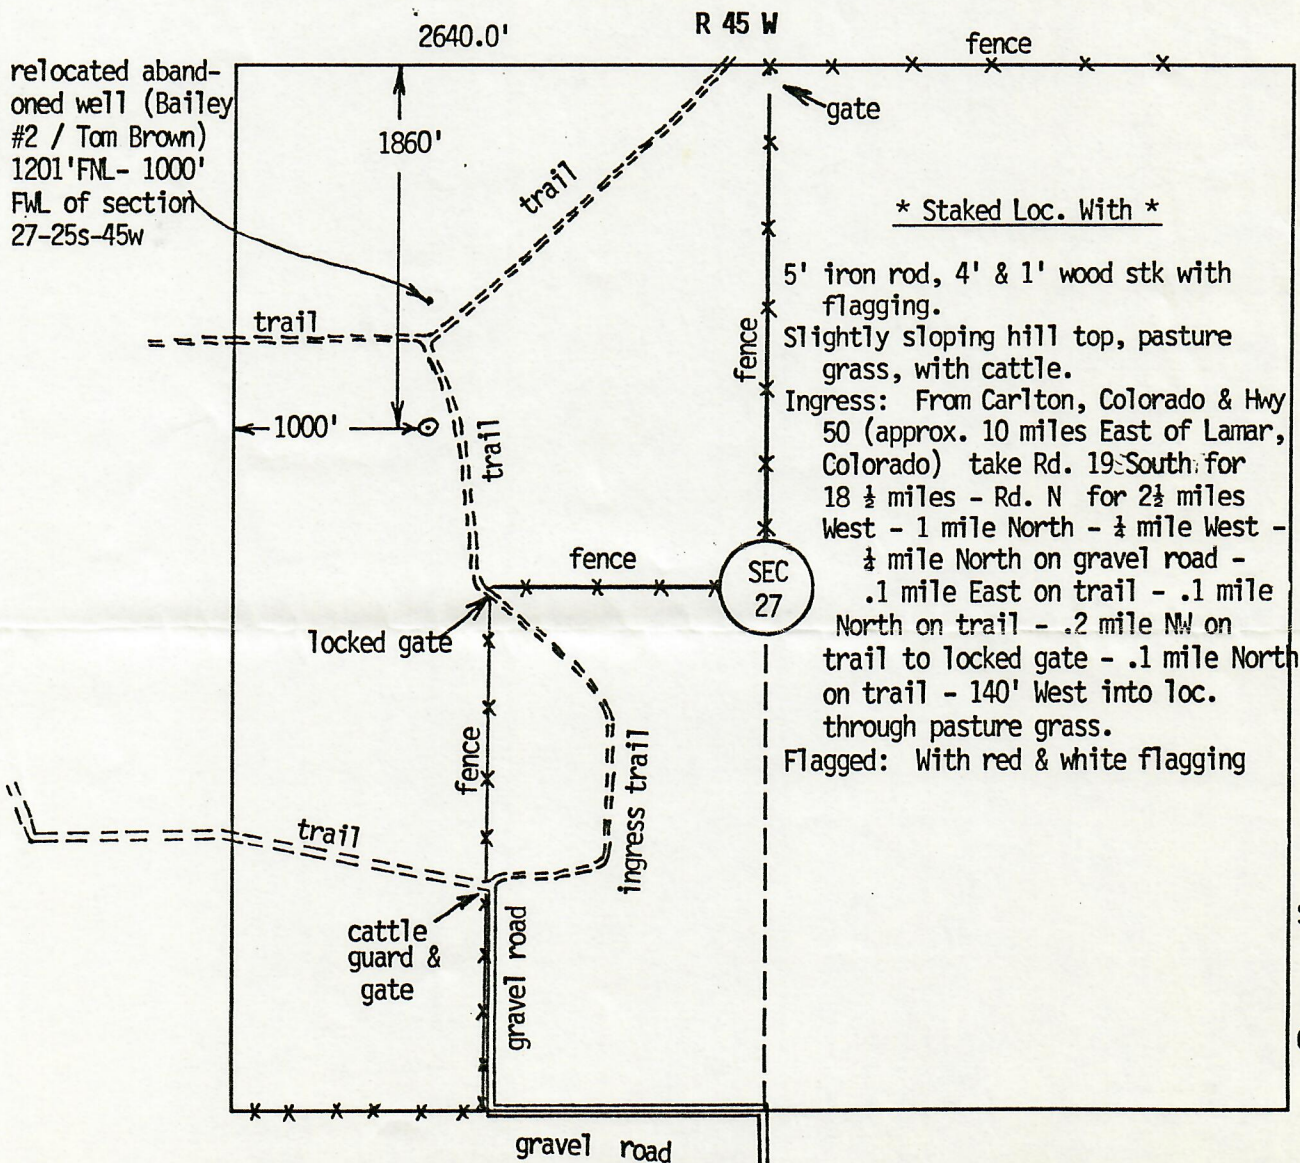 R 45 W
2640.0'
fence
relocated aband-
oned well (Bailey
#2 / Tom Brown)
1201'FNL- 1000'
FWL of section
27-25s-45w
1860'
gate
trail
* Staked Loc. With *
5' iron rod, 4' & 1' wood stk with
flagging.
Slightly sloping hill top, pasture
grass, with cattle.
Ingress: From Carlton, Colorado & Hwy
50 (approx. 10 miles East of Lamar,
Colorado) take Rd. 19 South for
18 ½ miles - Rd. N for 2½ miles
West - 1 mile North - ½ mile West -
½ mile North on gravel road -
.1 mile East on trail - .1 mile
North on trail - .2 mile NW on
trail to locked gate - .1 mile North
on trail - 140' West into loc.
through pasture grass.
Flagged: With red & white flagging
trail
fence
1000'
trail
fence
SEC
27
locked gate
fence
ingress trail
trail
cattle
guard &
gate
gravel road
gravel road